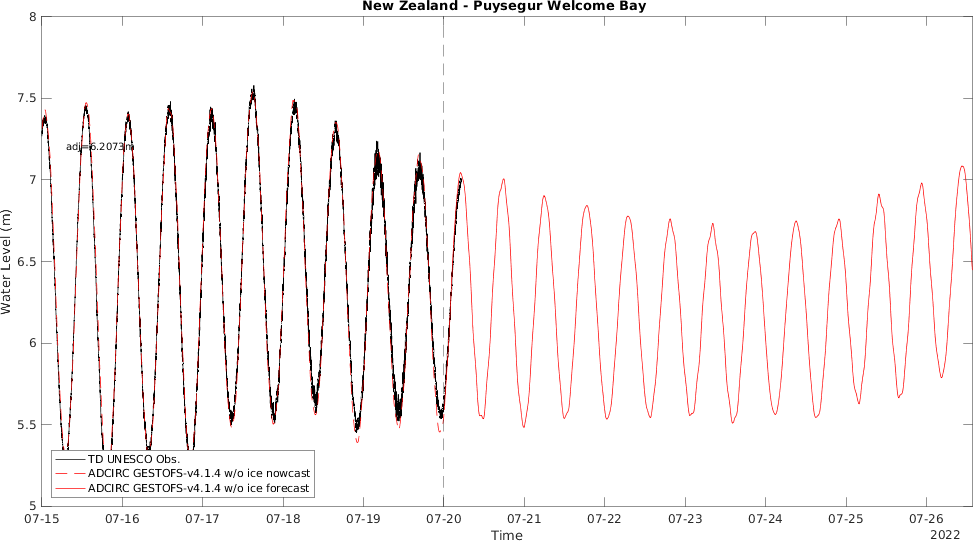 New Zealand - Puysegur Welcome Bay
8
7.5
7
6.5
6
5.5
5
Water Level (m)
adj=6.2073m
TD UNESCO Obs.
ADCIRC GESTOFS-v4.1.4 w/o ice nowcast
ADCIRC GESTOFS-v4.1.4 w/o ice forecast
07-15 07-16 07-17 07-18 07-19 07-20 07-21 07-22 07-23 07-24 07-25 07-26
2022
Time